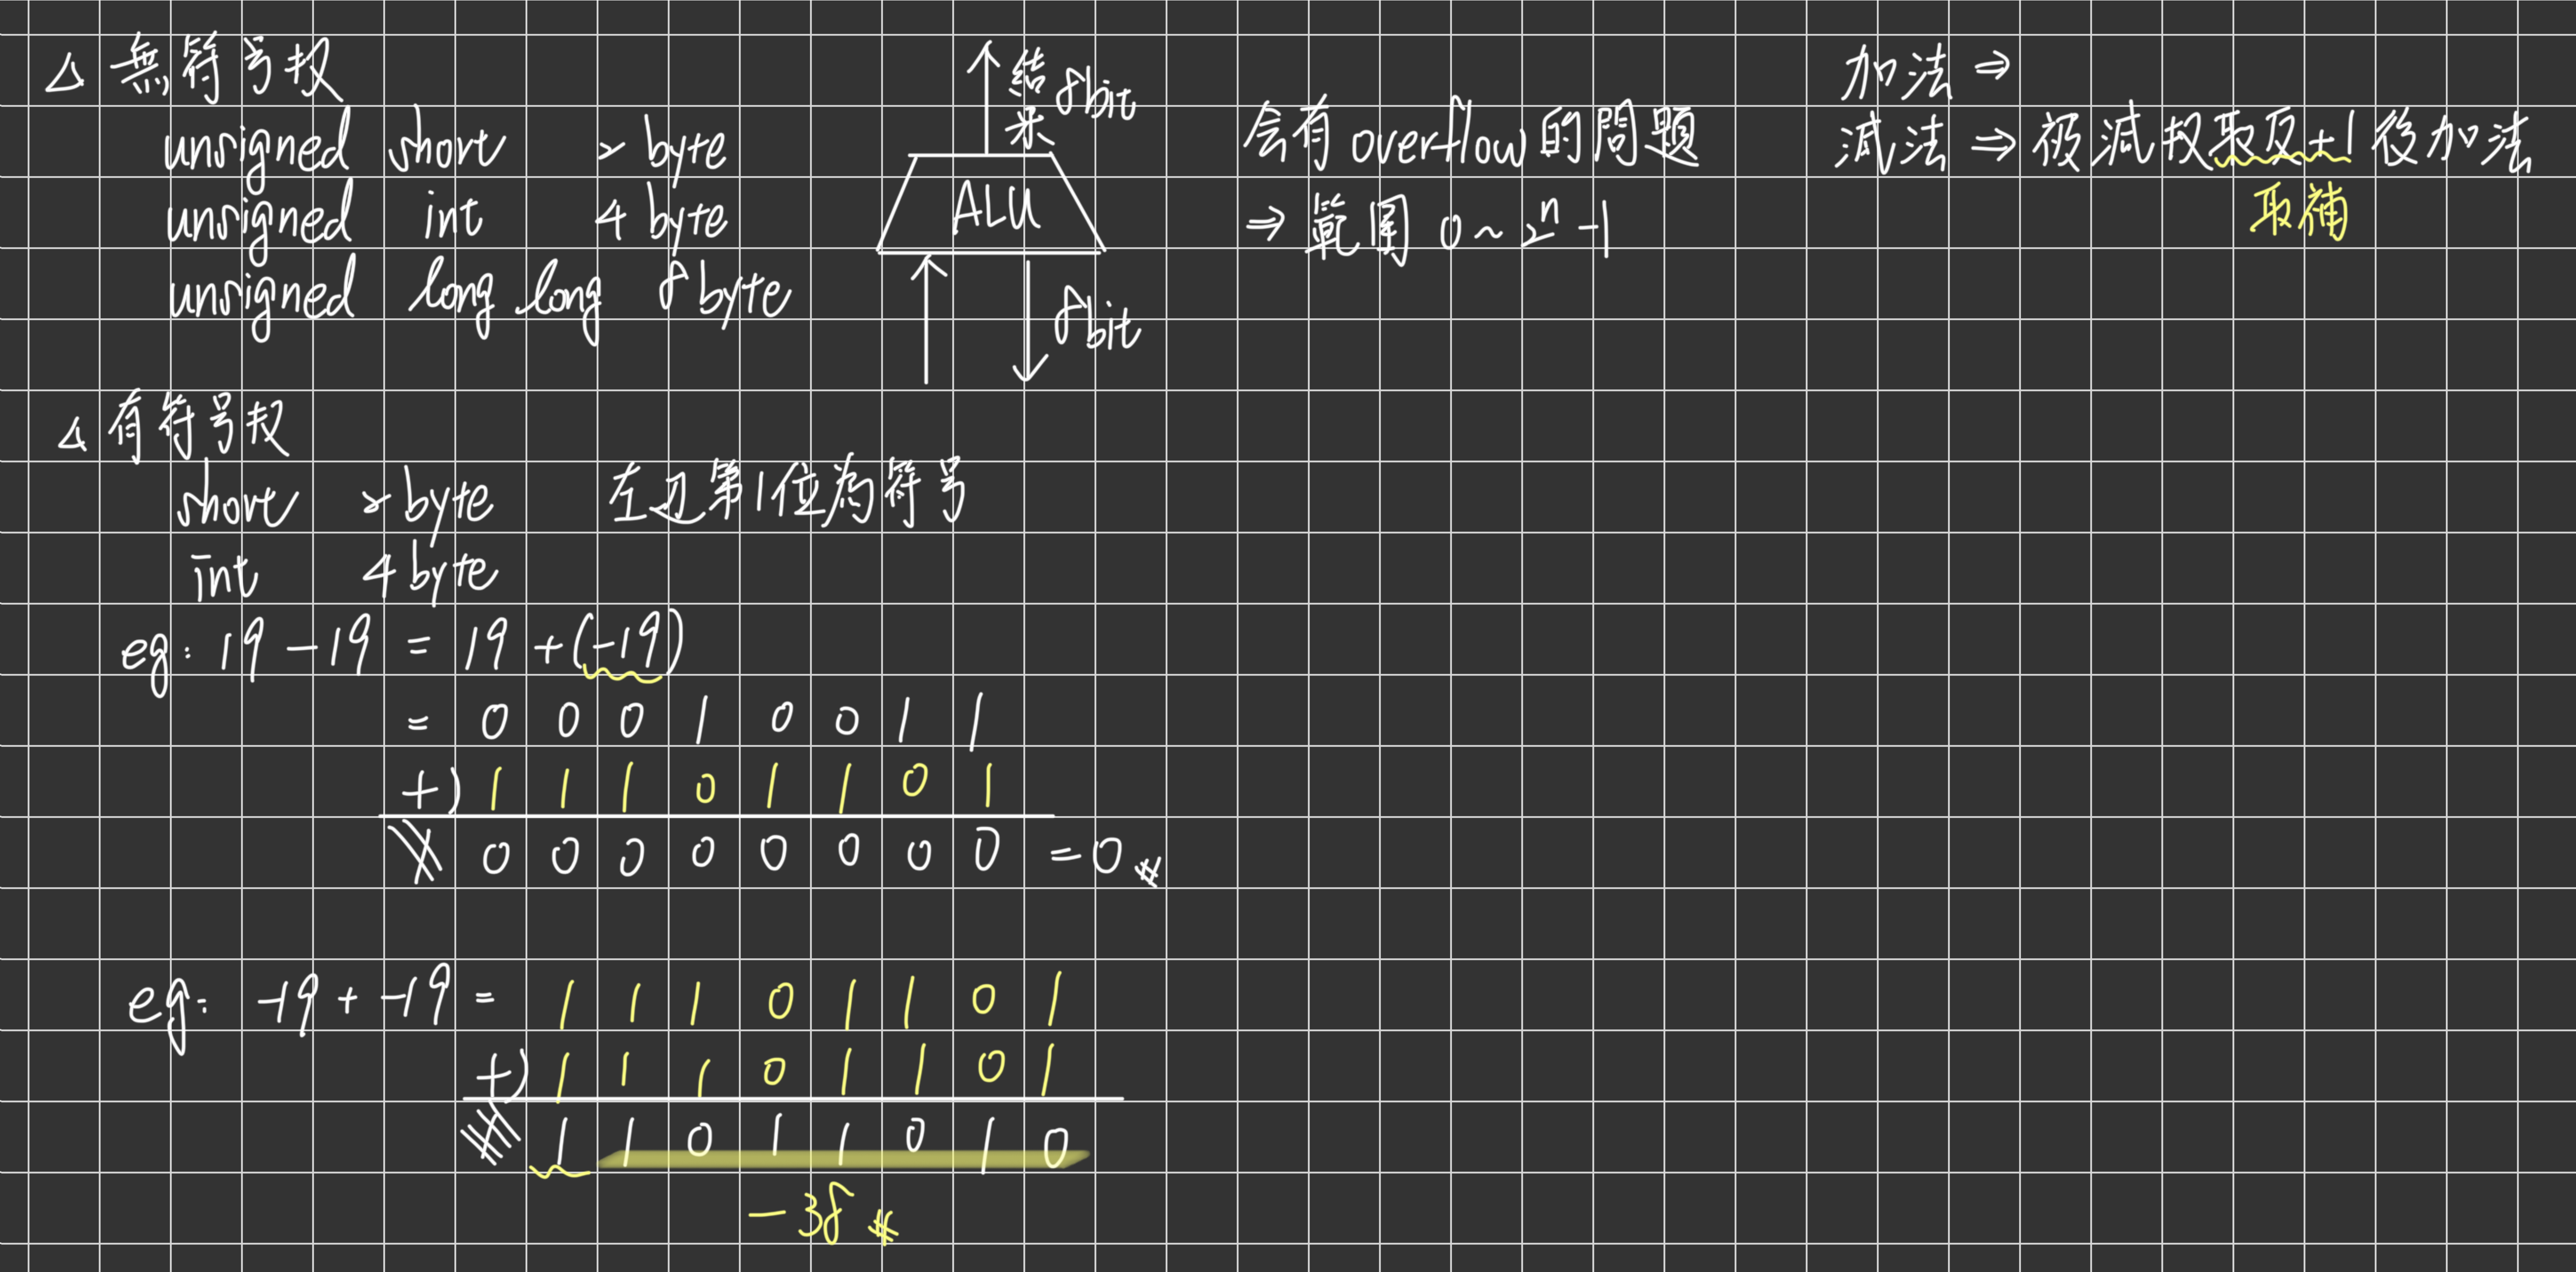 △ 無符号扠
unsigned short 2 byte
unsigned int 4 byte
unsigned long long 8 byte
結果 8bit
ALU
8bit
会有 overflow 的問題
⇒ 範圍 0 ~ 2ⁿ - 1
加法 ⇒
減法 ⇒ 被減扠取反+1 後加法
取補
△ 有符号扠
short 2 byte 左边第1位為符号
int 4 byte
eg: 19 - 19 = 19 + (-19)
= 0 0 0 1 0 0 1 1
+) 1 1 1 0 1 1 0 1
0 0 0 0 0 0 0 0 = 0 #
eg: -19 + -19 = 1 1 1 0 1 1 0 1
+) 1 1 1 0 1 1 0 1
1 1 0 1 1 0 1 0
-38 #